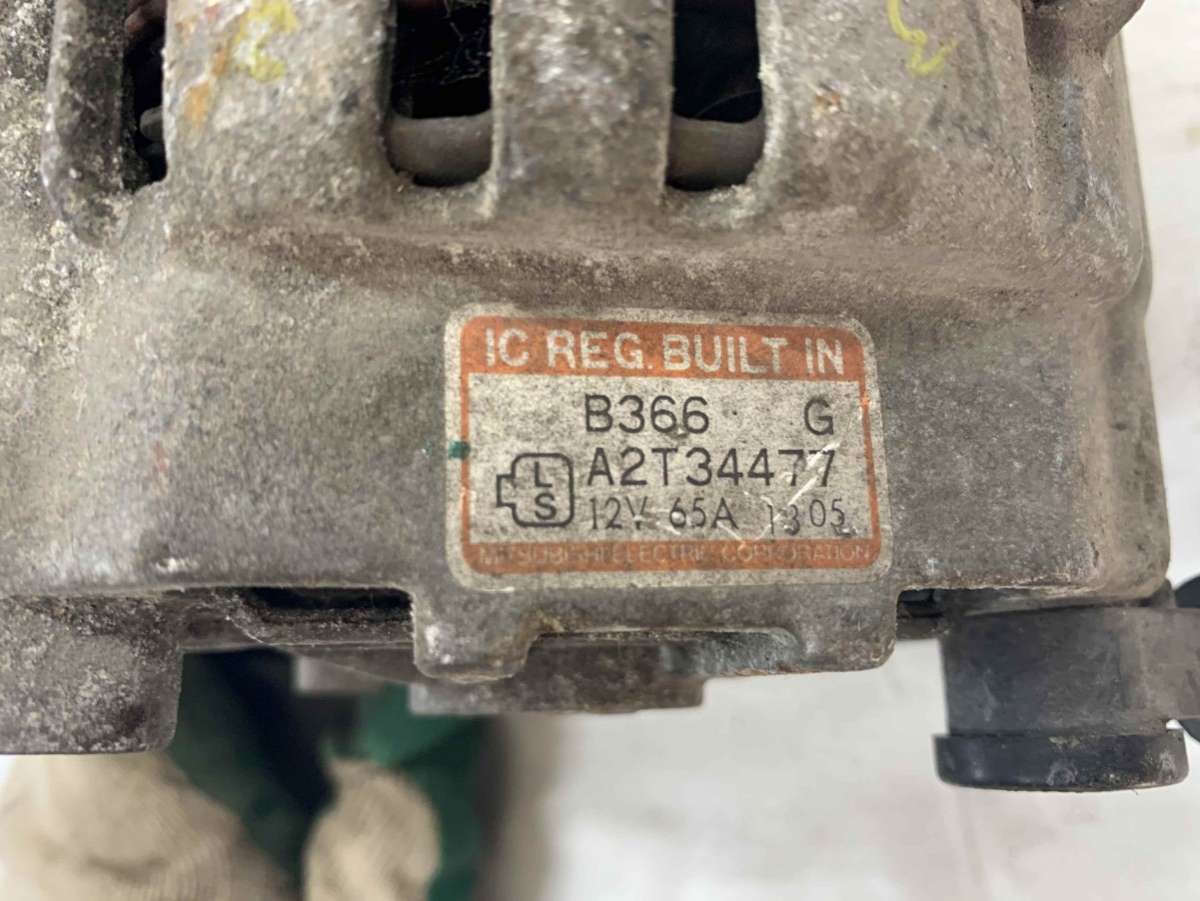 IC REG. BUILT IN
B366 G
L
S
A2T34477
12V 65A 1305
MITSUBISHI ELECTRIC CORPORATION